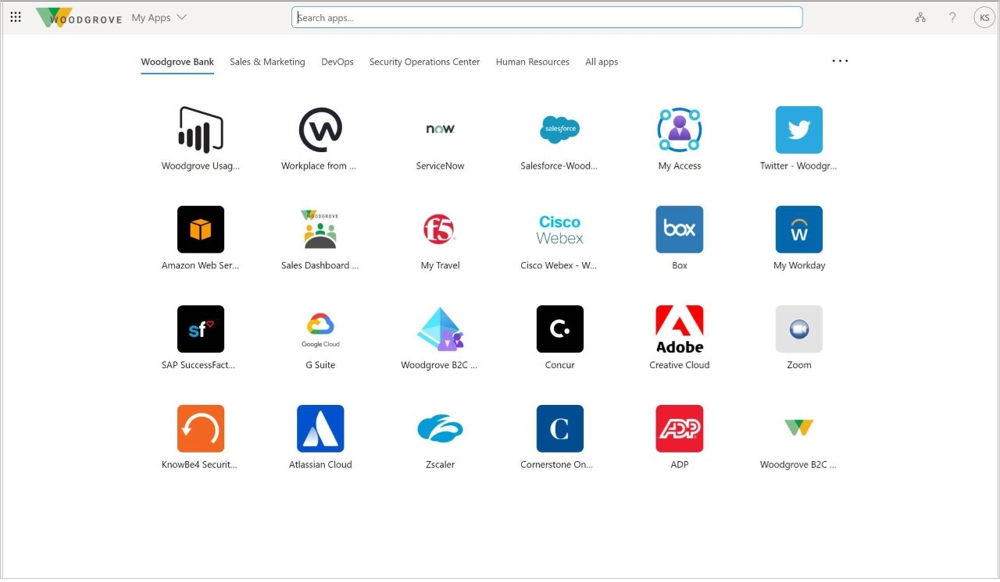 WOODGROVE My Apps Search apps... ? KS
Woodgrove Bank Sales & Marketing DevOps Security Operations Center Human Resources All apps ...
now salesforce
Woodgrove Usag... Workplace from ... ServiceNow Salesforce-Wood... My Access Twitter - Woodgr...
WOODGROVE f5 Cisco Webex box W
Amazon Web Ser... Sales Dashboard ... My Travel Cisco Webex - W... Box My Workday
sf Google Cloud C. Adobe
SAP SuccessFact... G Suite Woodgrove B2C ... Concur Creative Cloud Zoom
C ADP
KnowBe4 Securit... Atlassian Cloud Zscaler Cornerstone On... ADP Woodgrove B2C ...